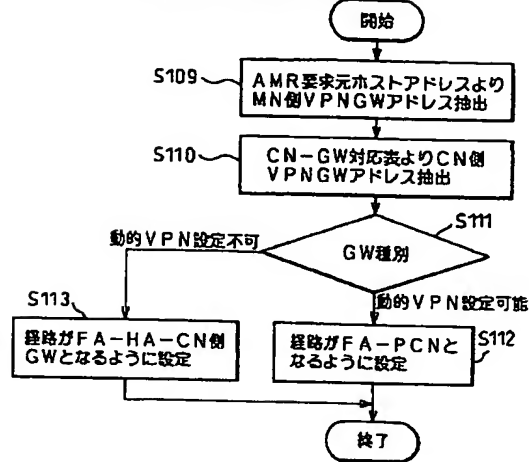 開始
S109
AMR要求元ホストアドレスより
MN側VPNGWアドレス抽出
S110
CN-GW対応表よりCN側
VPNGWアドレス抽出
S111
GW種別
動的VPN設定不可
動的VPN設定可能
S113
経路がFA-HA-CN側
GWとなるように設定
S112
経路がFA-PCNと
なるように設定
終了